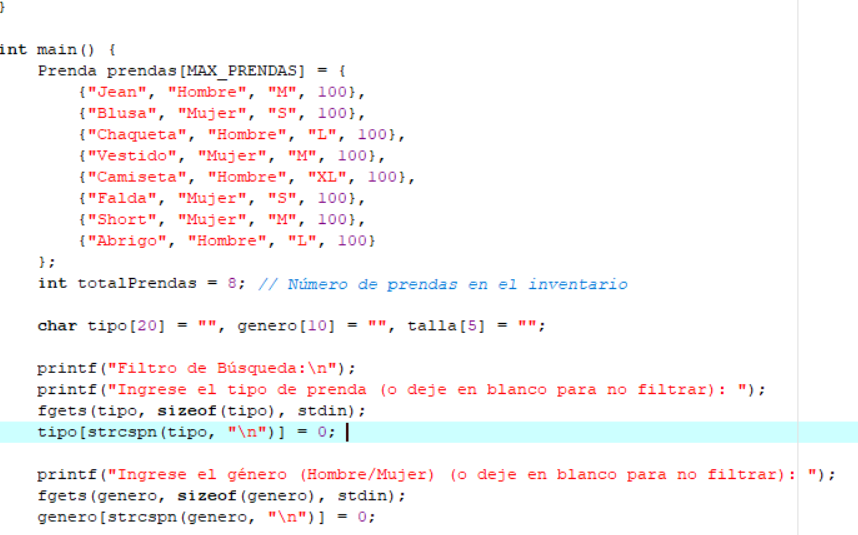 }
int main() {
    Prenda prendas[MAX_PRENDAS] = {
        {"Jean", "Hombre", "M", 100},
        {"Blusa", "Mujer", "S", 100},
        {"Chaqueta", "Hombre", "L", 100},
        {"Vestido", "Mujer", "M", 100},
        {"Camiseta", "Hombre", "XL", 100},
        {"Falda", "Mujer", "S", 100},
        {"Short", "Mujer", "M", 100},
        {"Abrigo", "Hombre", "L", 100}
    };
    int totalPrendas = 8; // Número de prendas en el inventario
    char tipo[20] = "", genero[10] = "", talla[5] = "";
    printf("Filtro de Búsqueda:\n");
    printf("Ingrese el tipo de prenda (o deje en blanco para no filtrar): ");
    fgets(tipo, sizeof(tipo), stdin);
    tipo[strcspn(tipo, "\n")] = 0;
    printf("Ingrese el género (Hombre/Mujer) (o deje en blanco para no filtrar): ");
    fgets(genero, sizeof(genero), stdin);
    genero[strcspn(genero, "\n")] = 0;